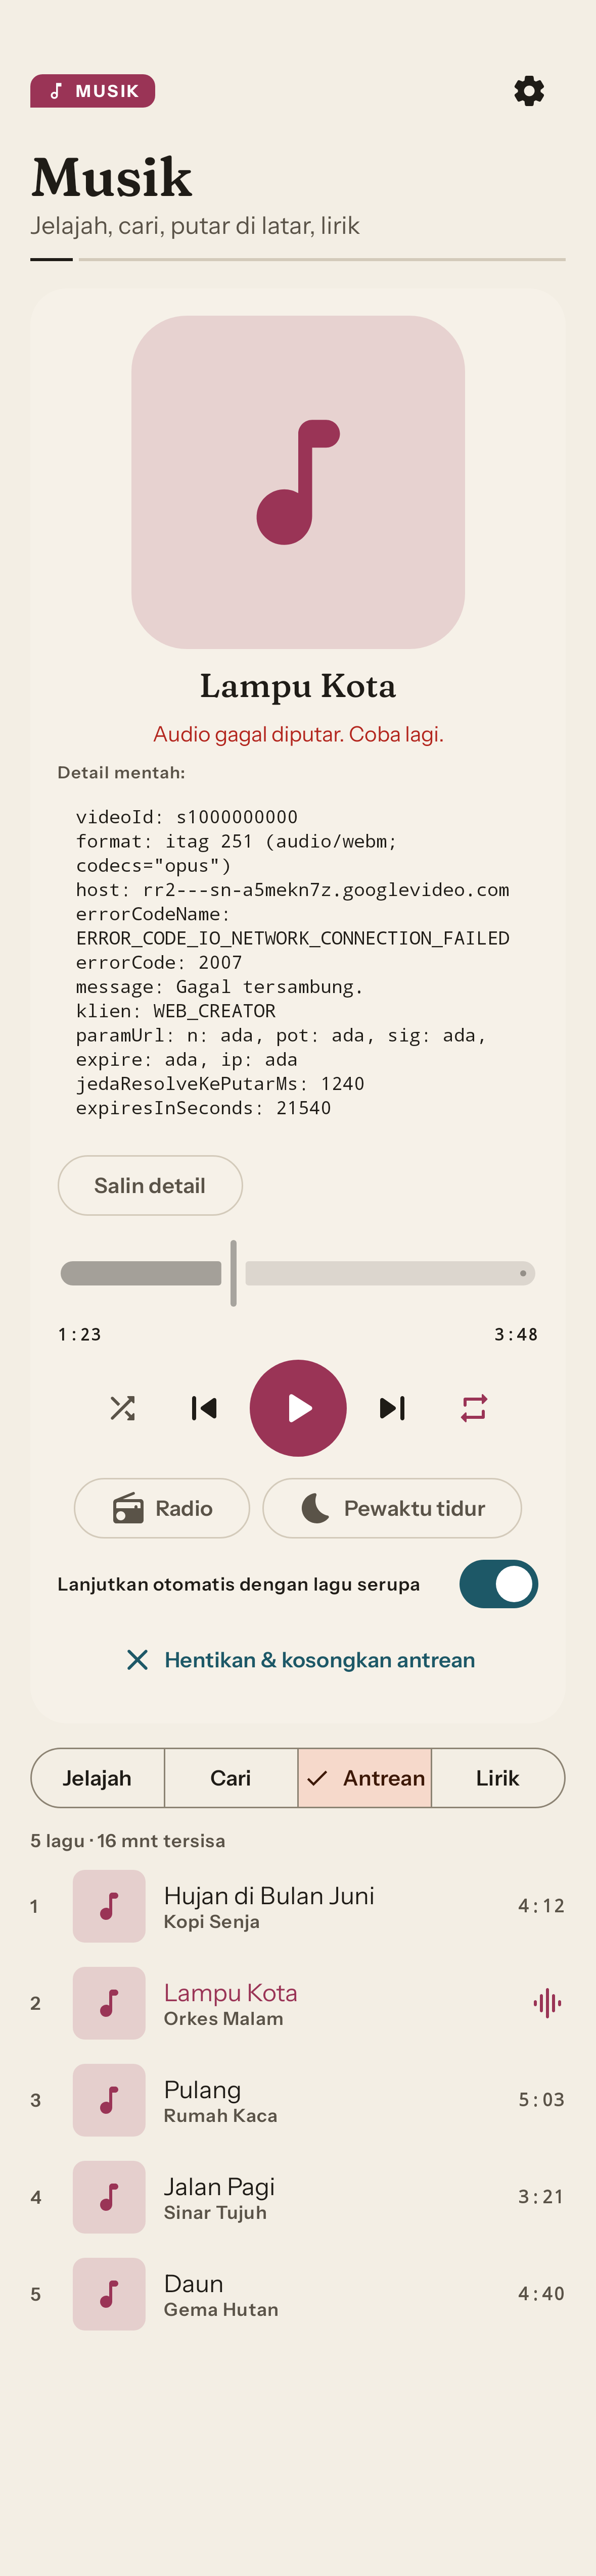 MUSIK
Musik
Jelajah, cari, putar di latar, lirik
Lampu Kota
Audio gagal diputar. Coba lagi.
Detail mentah:
videoId: s1000000000
format: itag 251 (audio/webm;
codecs="opus")
host: rr2---sn-a5mekn7z.googlevideo.com
errorCodeName:
ERROR_CODE_IO_NETWORK_CONNECTION_FAILED
errorCode: 2007
message: Gagal tersambung.
klien: WEB_CREATOR
paramUrl: n: ada, pot: ada, sig: ada,
expire: ada, ip: ada
jedaResolveKePutarMs: 1240
expiresInSeconds: 21540
Salin detail
1:23 3:48
Radio Pewaktu tidur
Lanjutkan otomatis dengan lagu serupa
Hentikan & kosongkan antrean
Jelajah Cari Antrean Lirik
5 lagu · 16 mnt tersisa
1 Hujan di Bulan Juni 4:12
Kopi Senja
2 Lampu Kota
Orkes Malam
3 Pulang 5:03
Rumah Kaca
4 Jalan Pagi 3:21
Sinar Tujuh
5 Daun 4:40
Gema Hutan